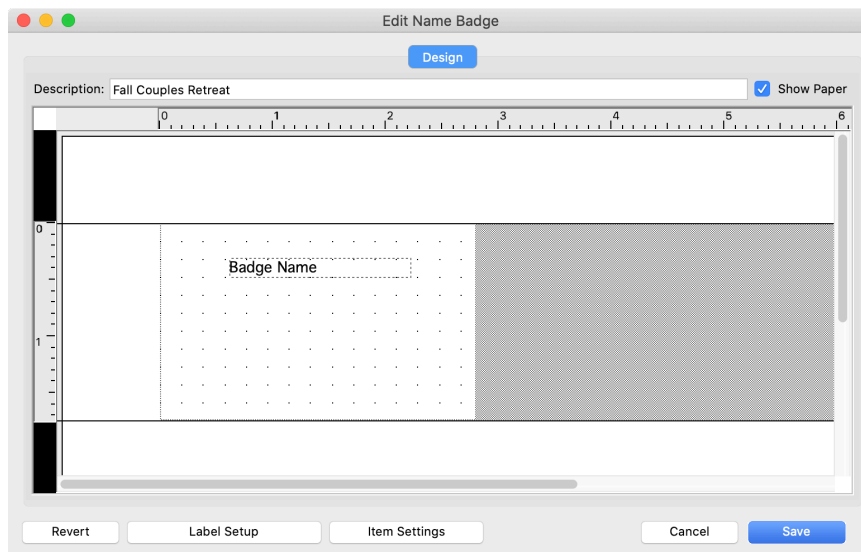 Edit Name Badge
Design
Description: Fall Couples Retreat Show Paper
0 1 2 3 4 5 6
0
Badge Name
1
Revert Label Setup Item Settings Cancel Save